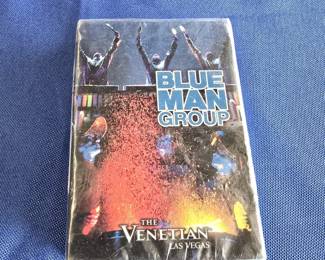 BLUE
MAN
GROUP
THE
VENETIAN
LAS VEGAS